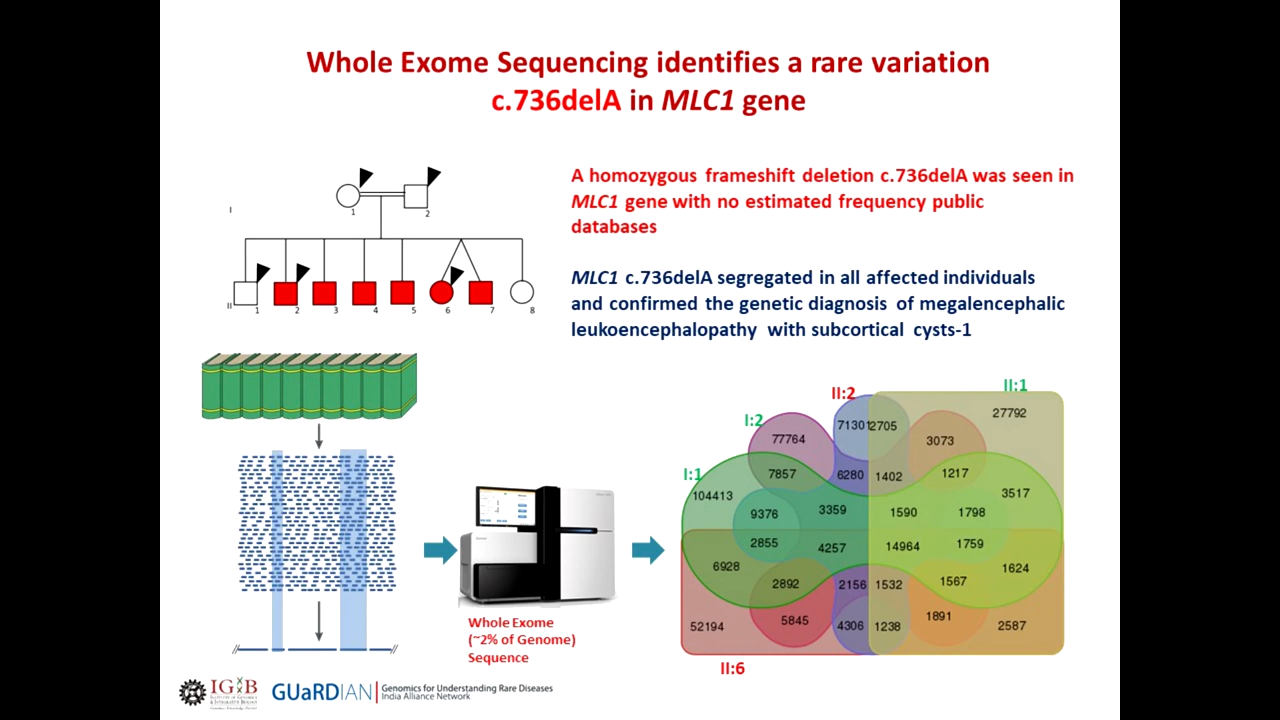 Whole Exome Sequencing identifies a rare variation
c.736delA in MLC1 gene
A homozygous frameshift deletion c.736delA was seen in
MLC1 gene with no estimated frequency public
databases
MLC1 c.736delA segregated in all affected individuals
and confirmed the genetic diagnosis of megalencephalic
leukoencephalopathy with subcortical cysts-1
I
1
2
II
1
2
3
4
5
6
7
8
Whole Exome
(~2% of Genome)
Sequence
II:1
II:2
I:2
I:1
II:6
27792
71301
2705
77764
3073
7857
6280
1402
1217
104413
3517
9376
3359
1590
1798
2855
4257
14964
1759
6928
1624
2892
2156
1532
1567
52194
5845
4306
1238
1891
2587
IGIB
GUaRDIAN
Genomics for Understanding Rare Diseases
India Alliance Network